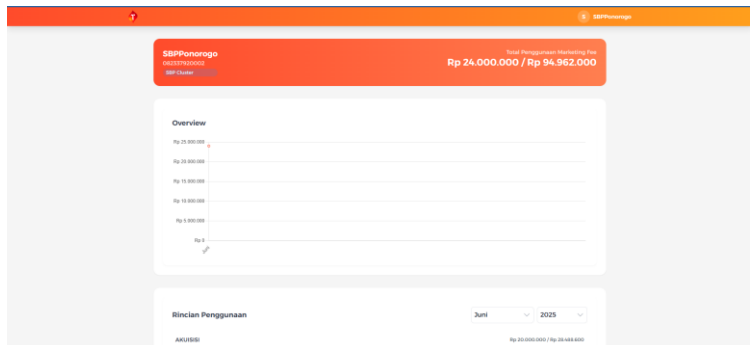 SBPPonorogo
SBPPonorogo
082337920002
SBP Cluster
Total Penggunaan Marketing Fee
Rp 24.000.000 / Rp 94.962.000
Overview
Rp 25.000.000
Rp 20.000.000
Rp 15.000.000
Rp 10.000.000
Rp 5.000.000
Rp 0
Juni
Rincian Penggunaan
Juni
2025
AKUISISI
Rp 20.000.000 / Rp 28.488.600